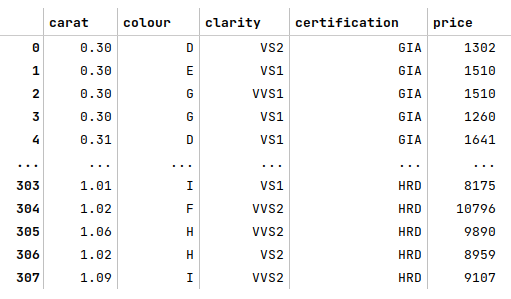 carat colour clarity certification price
0 0.30 D VS2 GIA 1302
1 0.30 E VS1 GIA 1510
2 0.30 G VVS1 GIA 1510
3 0.30 G VS1 GIA 1260
4 0.31 D VS1 GIA 1641
... ... ... ... ... ...
303 1.01 I VS1 HRD 8175
304 1.02 F VVS2 HRD 10796
305 1.06 H VVS2 HRD 9890
306 1.02 H VS2 HRD 8959
307 1.09 I VVS2 HRD 9107